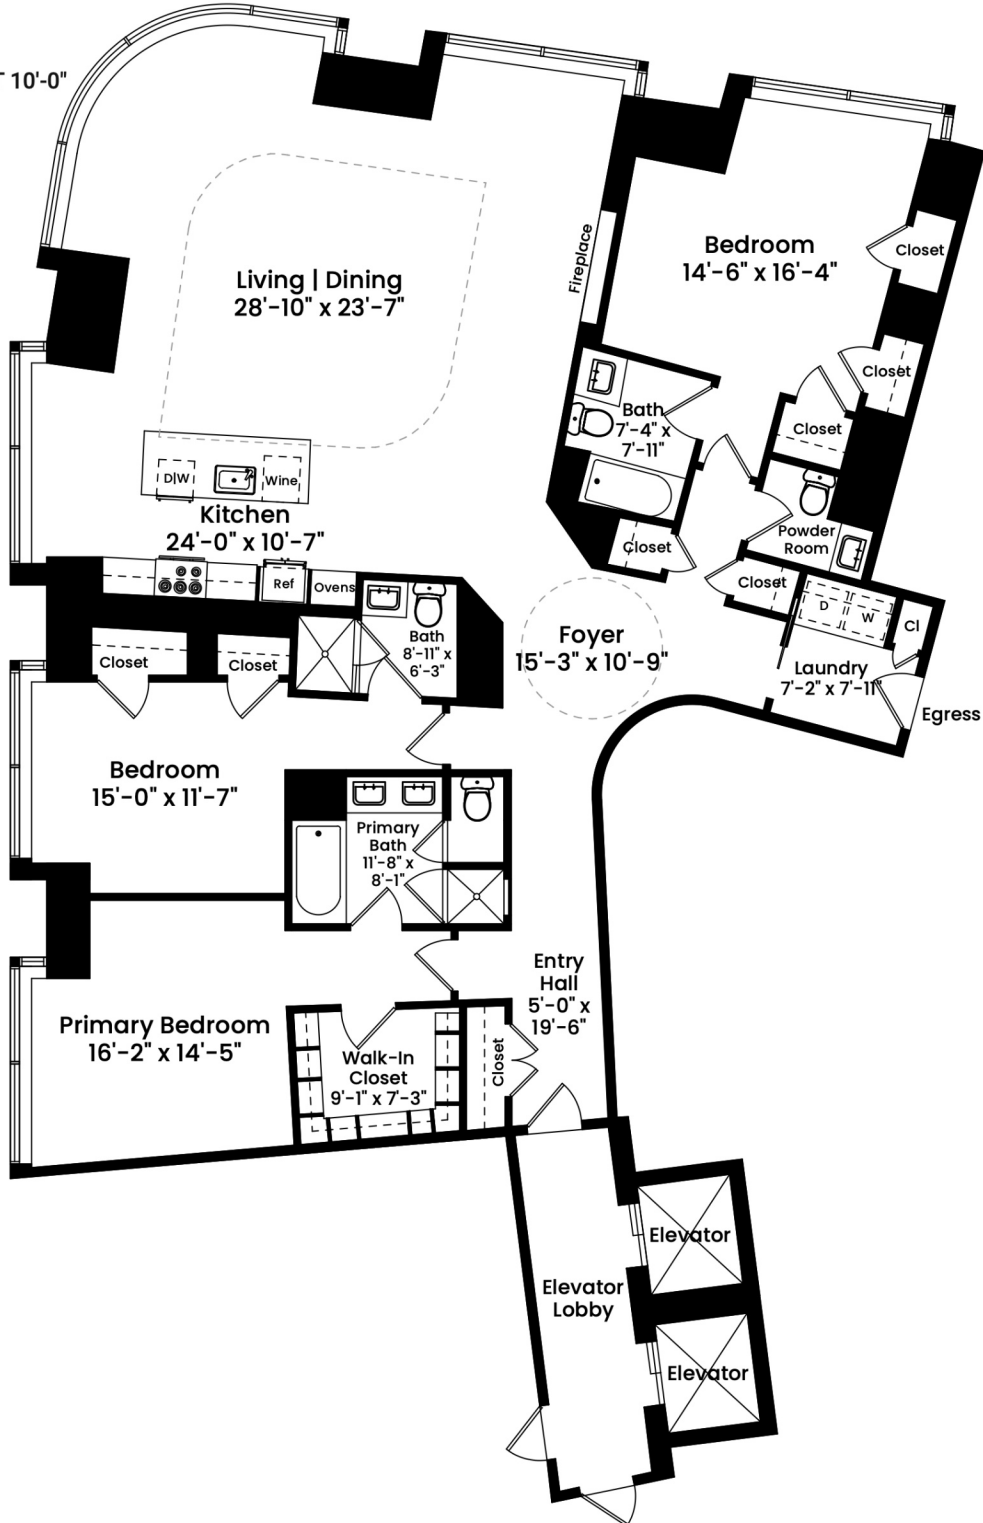 10'-0"
Living | Dining
28'-10" x 23'-7"
Fireplace
Bedroom
14'-6" x 16'-4"
Closet
Closet
Closet
Bath
7'-4" x
7'-11"
Closet
Powder
Room
Closet
D|W
Wine
Kitchen
24'-0" x 10'-7"
Ref
Ovens
Bath
8'-11" x
6'-3"
Foyer
15'-3" x 10'-9"
D
W
Cl
Laundry
7'-2" x 7'-11"
Egress
Closet
Closet
Bedroom
15'-0" x 11'-7"
Primary
Bath
11'-8" x
8'-1"
Entry
Hall
5'-0" x
19'-6"
Primary Bedroom
16'-2" x 14'-5"
Walk-In
Closet
9'-1" x 7'-3"
Closet
Elevator
Elevator
Lobby
Elevator